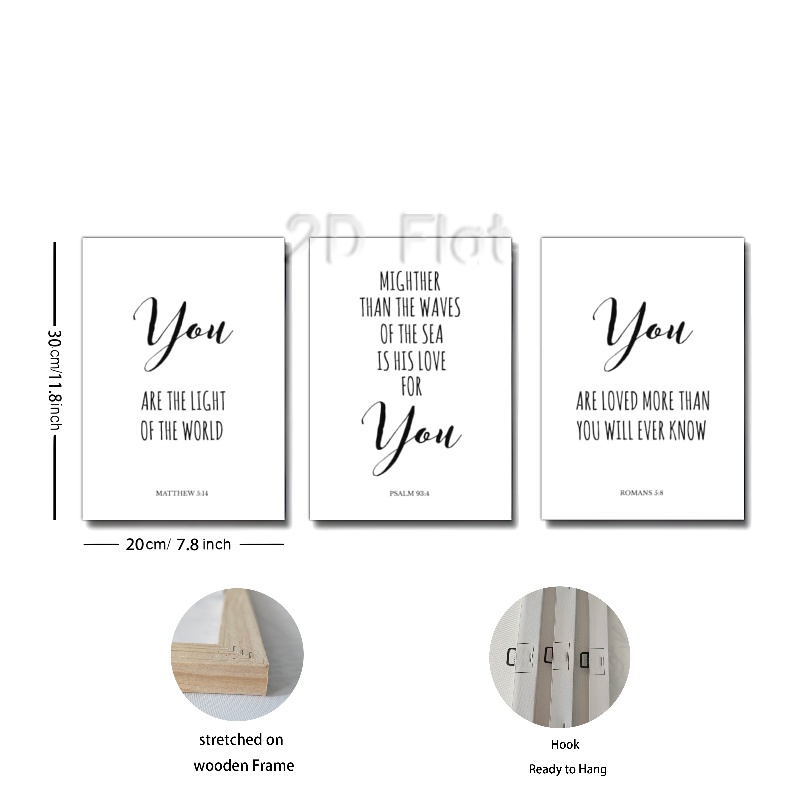 2D Flat
You
ARE THE LIGHT
OF THE WORLD
MATTHEW 5:14
MIGHTHER
THAN THE WAVES
OF THE SEA
IS HIS LOVE
FOR
You
PSALM 93:4
You
ARE LOVED MORE THAN
YOU WILL EVER KNOW
ROMANS 5:8
30cm/11.8inch
20cm/ 7.8 inch
stretched on
wooden Frame
Hook
Ready to Hang